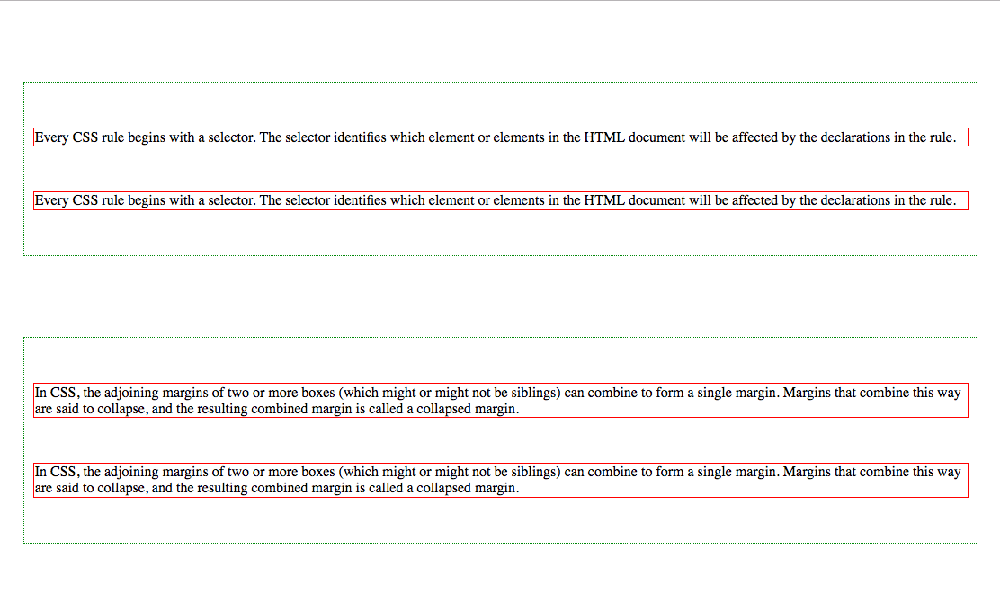 Every CSS rule begins with a selector. The selector identifies which element or elements in the HTML document will be affected by the declarations in the rule.
Every CSS rule begins with a selector. The selector identifies which element or elements in the HTML document will be affected by the declarations in the rule.
In CSS, the adjoining margins of two or more boxes (which might or might not be siblings) can combine to form a single margin. Margins that combine this way
are said to collapse, and the resulting combined margin is called a collapsed margin.
In CSS, the adjoining margins of two or more boxes (which might or might not be siblings) can combine to form a single margin. Margins that combine this way
are said to collapse, and the resulting combined margin is called a collapsed margin.